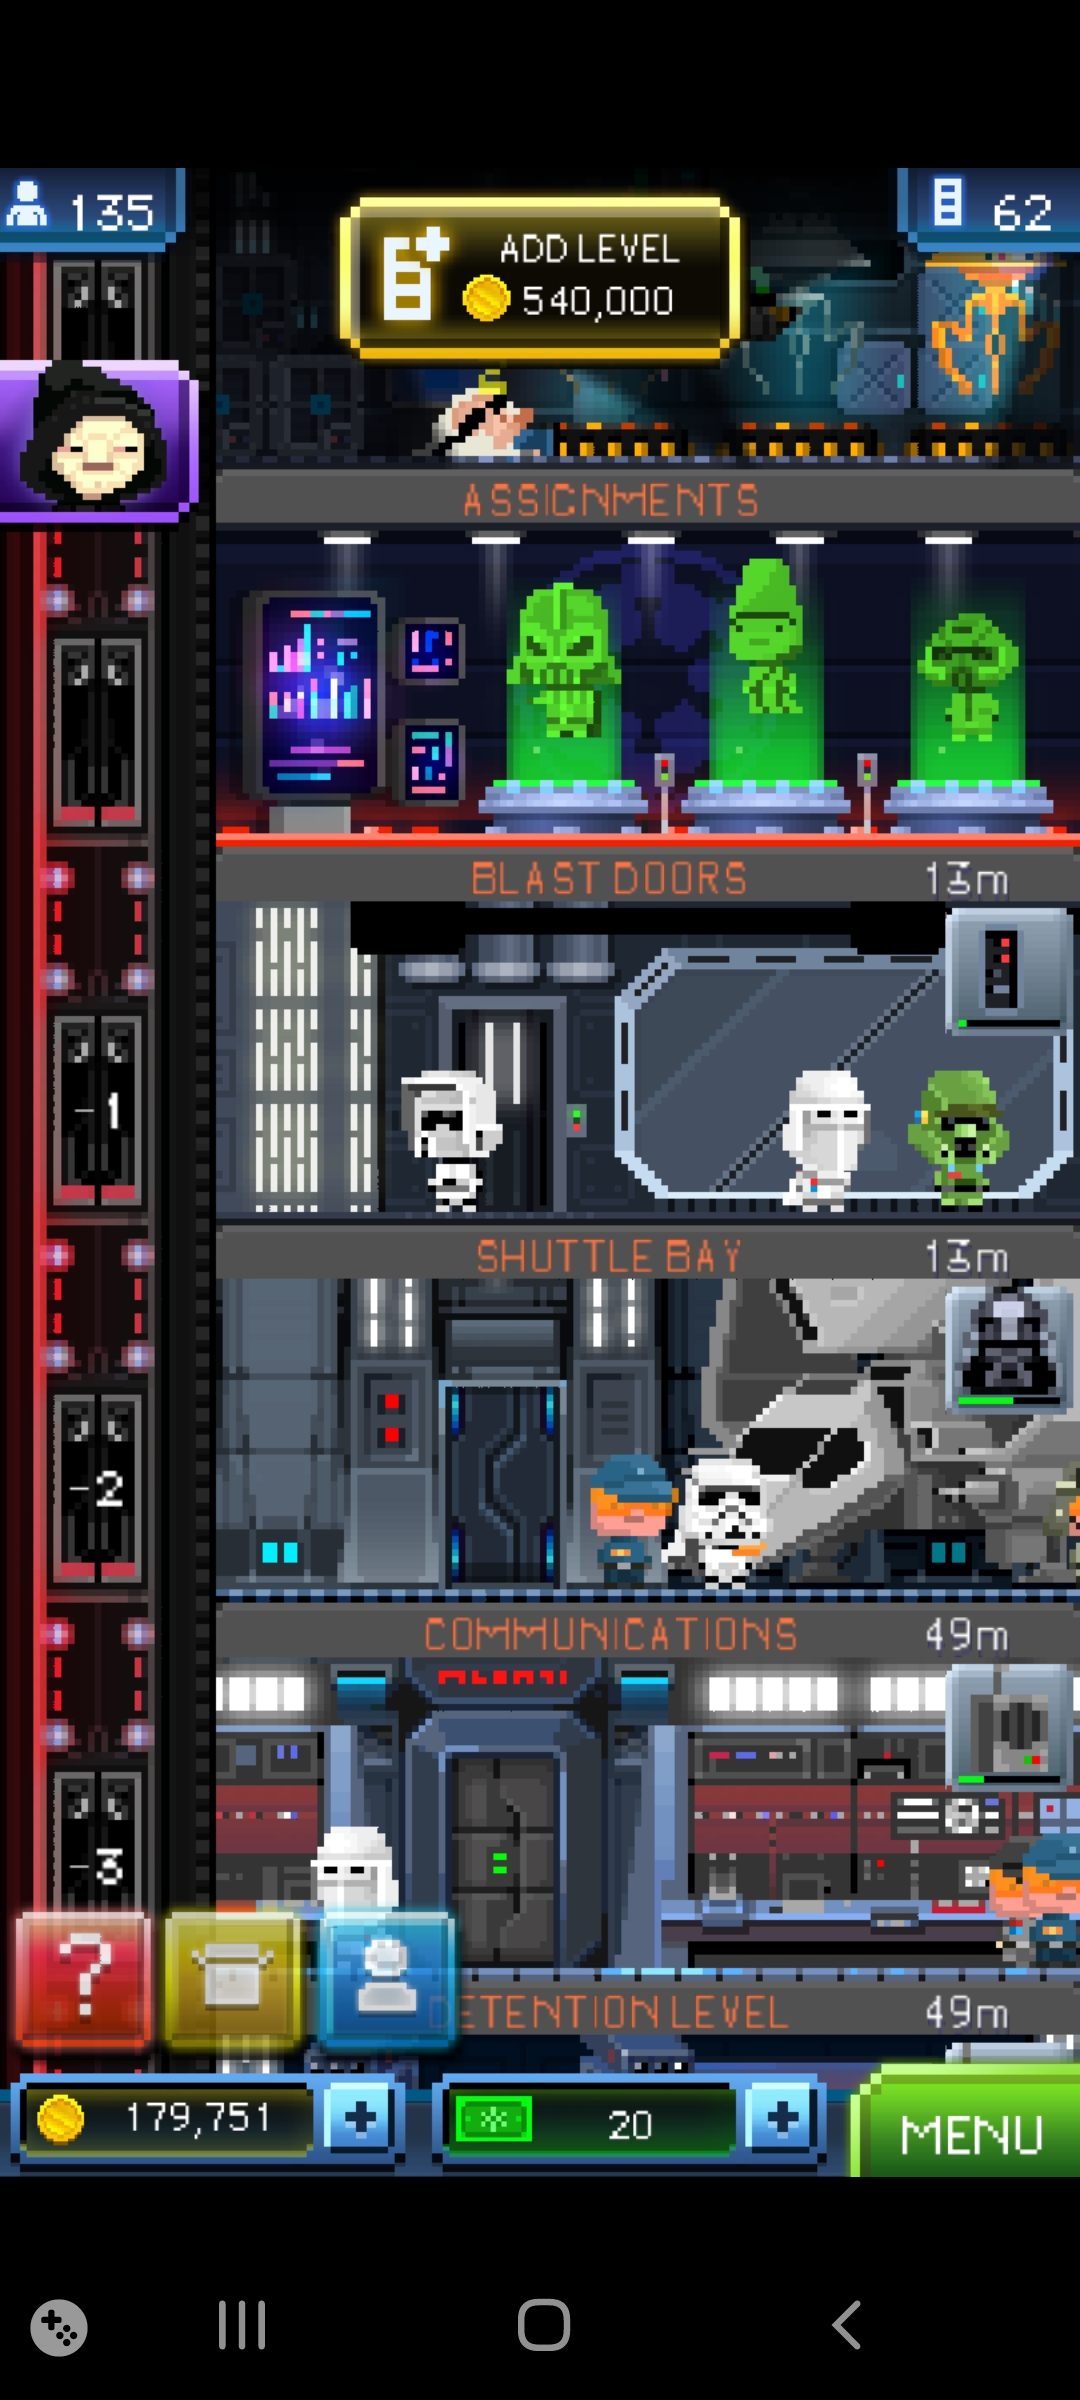 135
ADD LEVEL
540,000
62
ASSIGNMENTS
BLAST DOORS 13m
-1
SHUTTLE BAY 13m
-2
COMMUNICATIONS 49m
-3
?
DETENTION LEVEL 49m
179,751
20
MENU